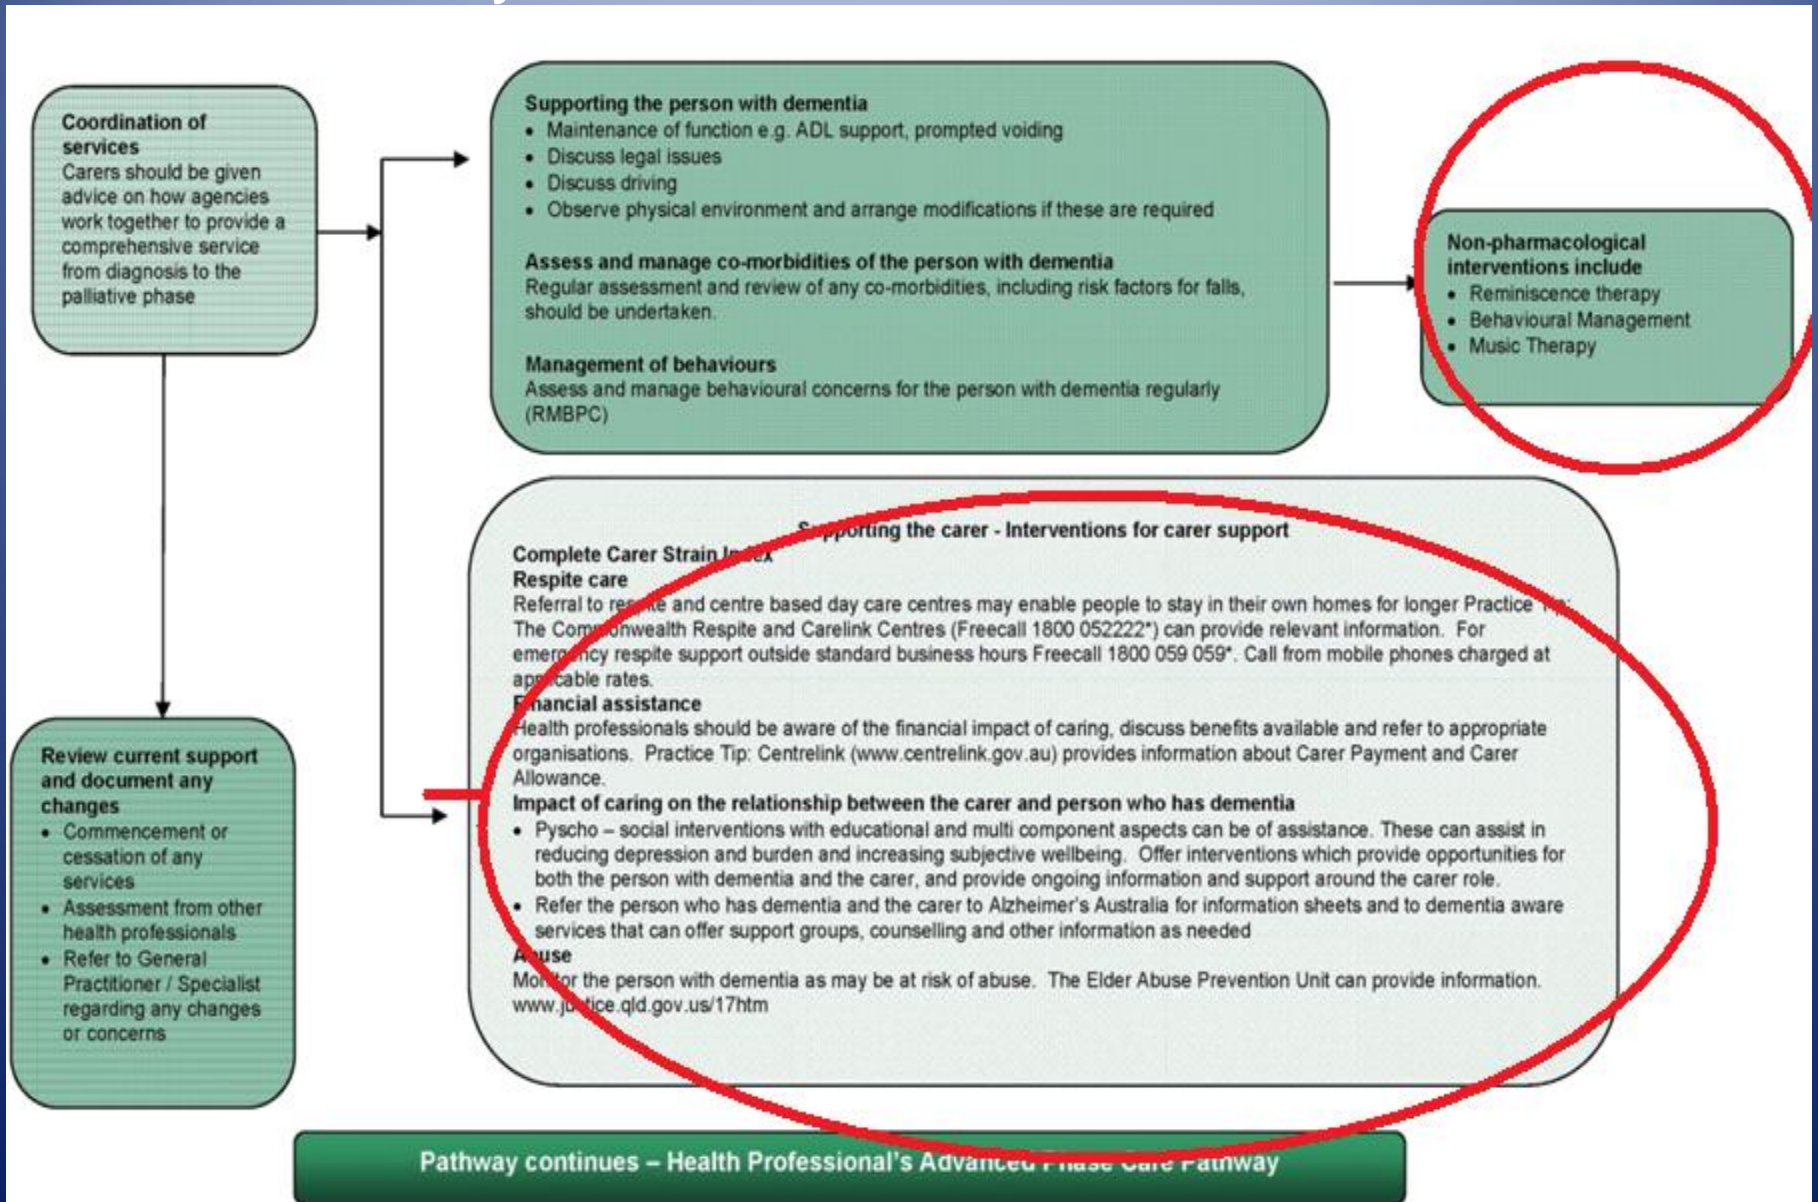 Coordination of
services
Carers should be given
advice on how agencies
work together to provide a
comprehensive service
from diagnosis to the
palliative phase
Supporting the person with dementia
• Maintenance of function e.g. ADL support, prompted voiding
• Discuss legal issues
• Discuss driving
• Observe physical environment and arrange modifications if these are required
Assess and manage co-morbidities of the person with dementia
Regular assessment and review of any co-morbidities, including risk factors for falls,
should be undertaken.
Management of behaviours
Assess and manage behavioural concerns for the person with dementia regularly
(RMBPC)
Non-pharmacological
interventions include
• Reminiscence therapy
• Behavioural Management
• Music Therapy
Review current support
and document any
changes
• Commencement or
cessation of any
services
• Assessment from other
health professionals
• Refer to General
Practitioner / Specialist
regarding any changes
or concerns
Supporting the carer - Interventions for carer support
Complete Carer Strain Index
Respite care
Referral to respite and centre based day care centres may enable people to stay in their own homes for longer Practice Tip:
The Commonwealth Respite and Carelink Centres (Freecall 1800 052222*) can provide relevant information. For
emergency respite support outside standard business hours Freecall 1800 059 059*. Call from mobile phones charged at
applicable rates.
Financial assistance
Health professionals should be aware of the financial impact of caring, discuss benefits available and refer to appropriate
organisations. Practice Tip: Centrelink (www.centrelink.gov.au) provides information about Carer Payment and Carer
Allowance.
Impact of caring on the relationship between the carer and person who has dementia
• Pyscho – social interventions with educational and multi component aspects can be of assistance. These can assist in
reducing depression and burden and increasing subjective wellbeing. Offer interventions which provide opportunities for
both the person with dementia and the carer, and provide ongoing information and support around the carer role.
• Refer the person who has dementia and the carer to Alzheimer's Australia for information sheets and to dementia aware
services that can offer support groups, counselling and other information as needed
Abuse
Monitor the person with dementia as may be at risk of abuse. The Elder Abuse Prevention Unit can provide information.
www.justice.qld.gov.us/17htm
Pathway continues – Health Professional's Advanced Phase Care Pathway